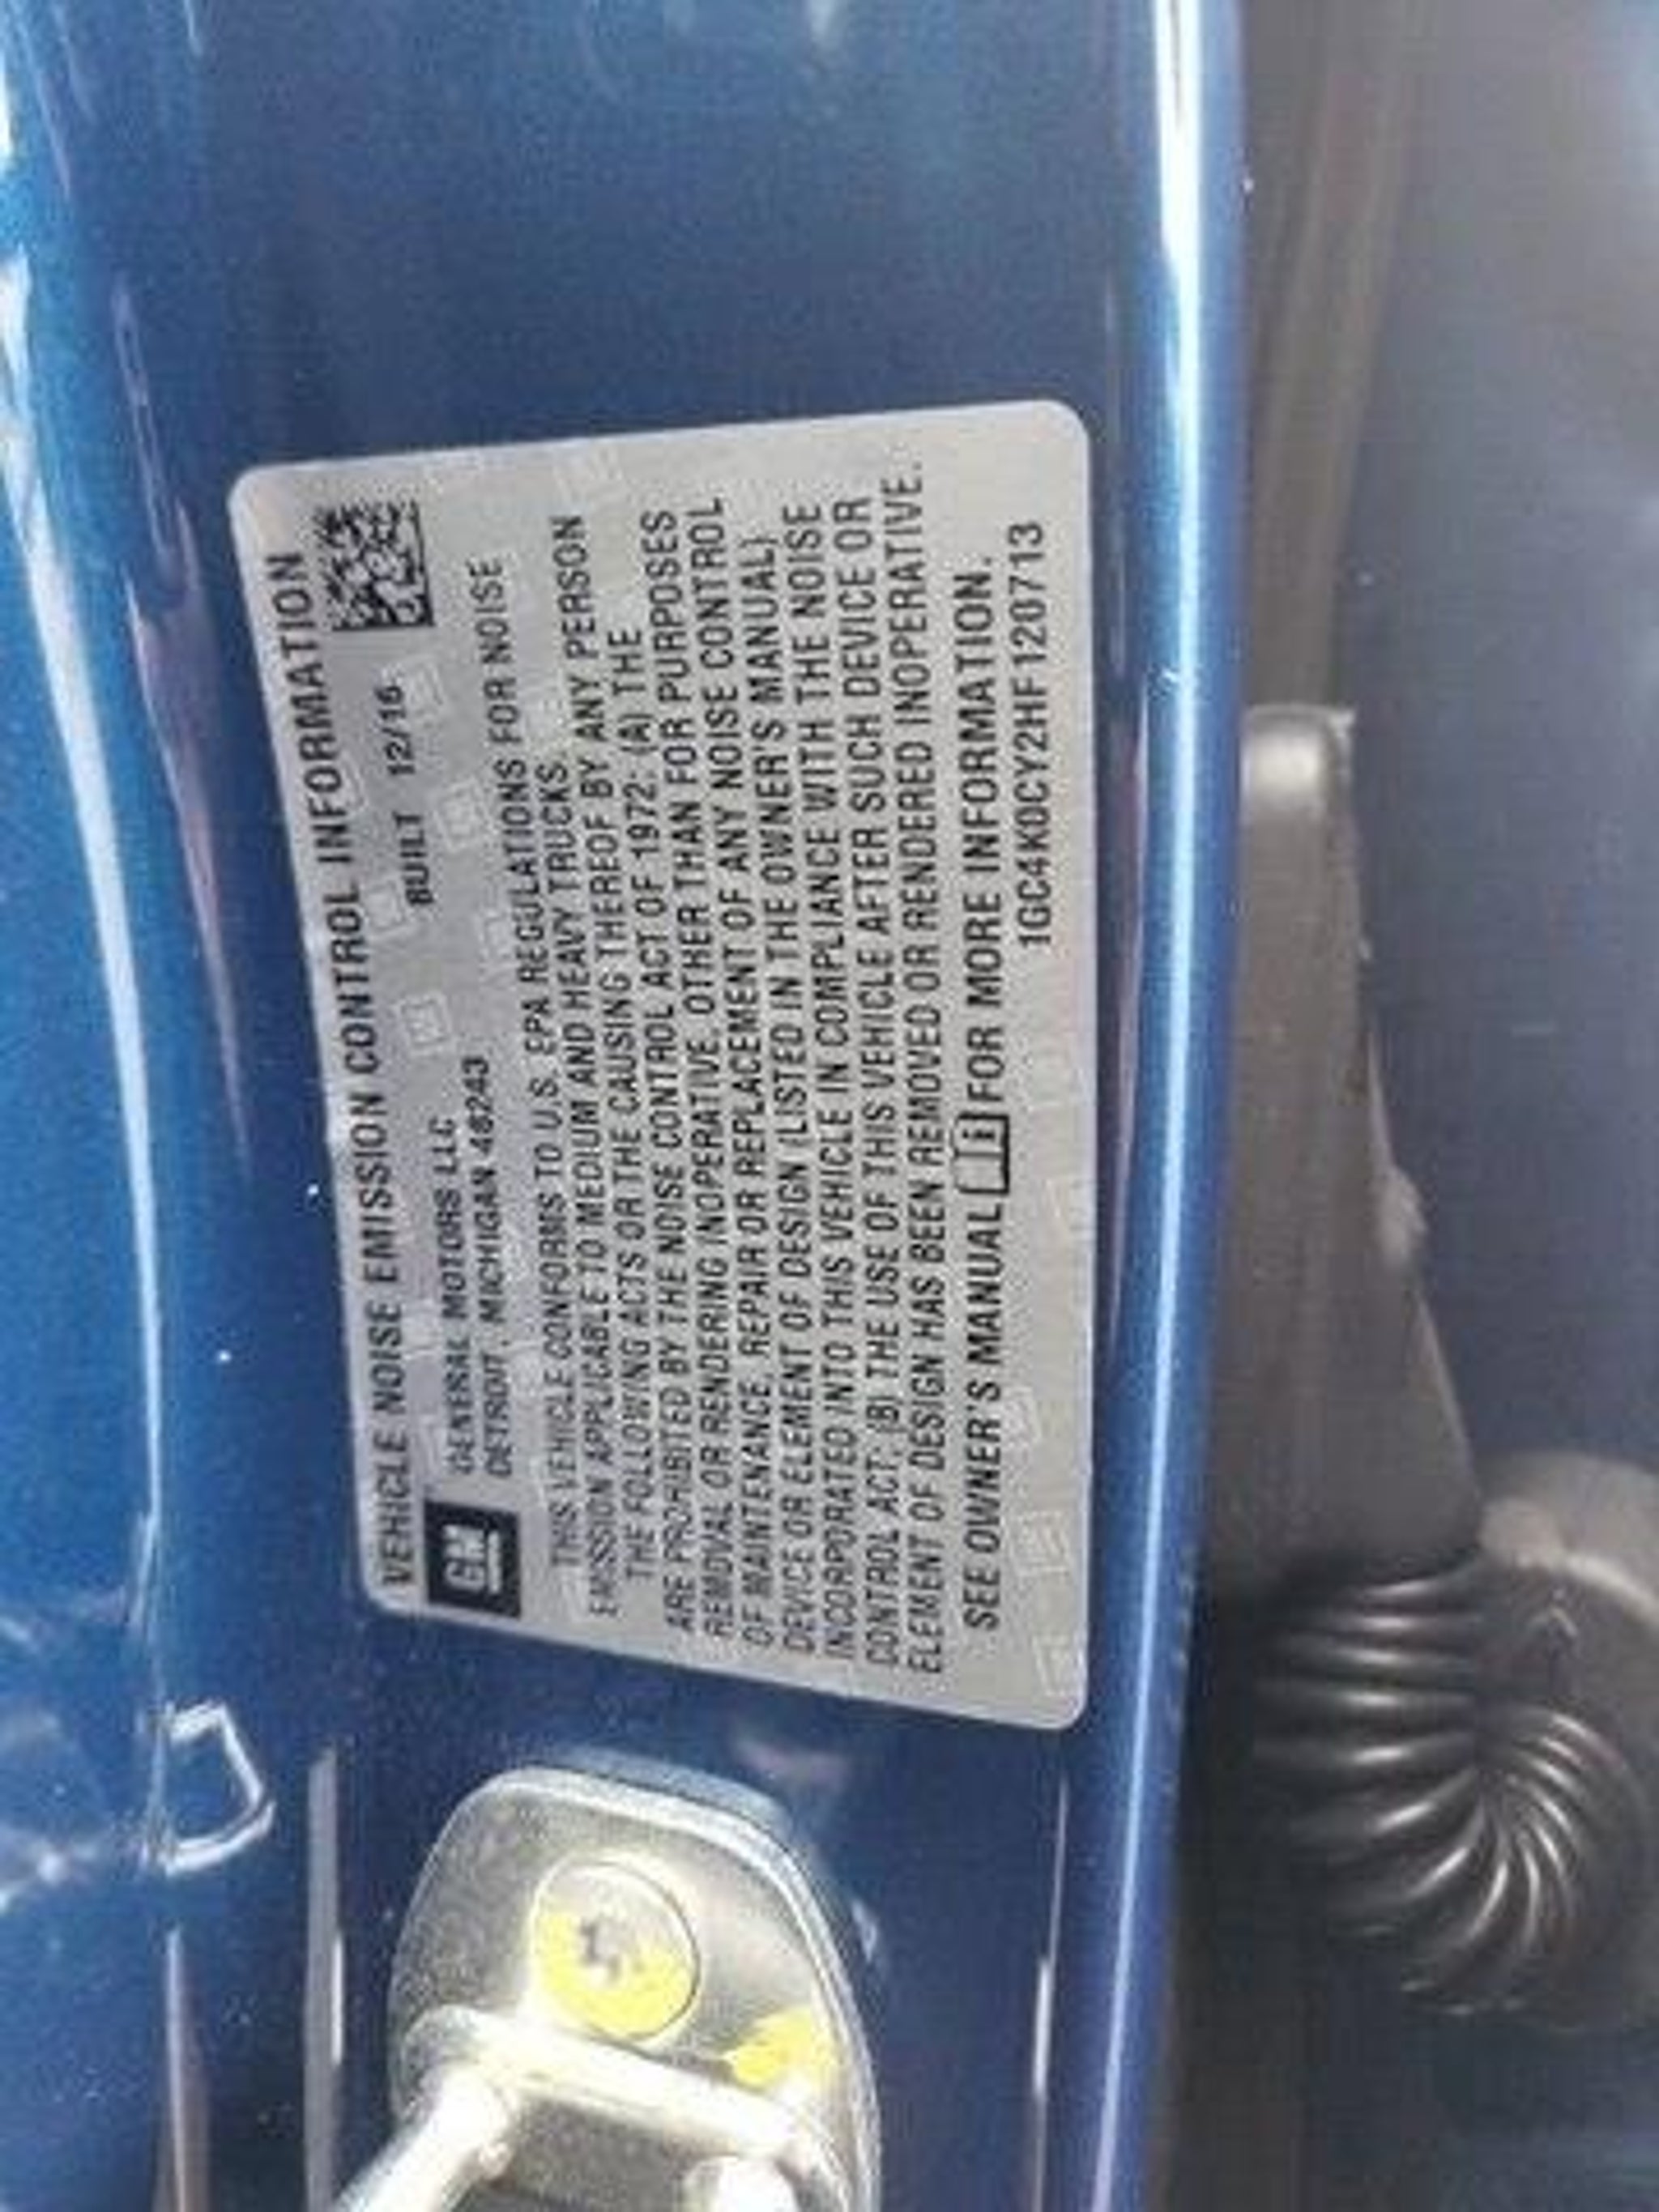 VEHICLE NOISE EMISSION CONTROL INFORMATION
GM
GENERAL MOTORS LLC
DETROIT, MICHIGAN 48243
BUILT 12/16
THIS VEHICLE CONFORMS TO U.S. EPA REGULATIONS FOR NOISE
EMISSION APPLICABLE TO MEDIUM AND HEAVY TRUCKS.
THE FOLLOWING ACTS OR THE CAUSING THEREOF BY ANY PERSON
ARE PROHIBITED BY THE NOISE CONTROL ACT OF 1972: (A) THE
REMOVAL OR RENDERING INOPERATIVE, OTHER THAN FOR PURPOSES
OF MAINTENANCE, REPAIR OR REPLACEMENT OF ANY NOISE CONTROL
DEVICE OR ELEMENT OF DESIGN (LISTED IN THE OWNER'S MANUAL)
INCORPORATED INTO THIS VEHICLE IN COMPLIANCE WITH THE NOISE
CONTROL ACT; (B) THE USE OF THIS VEHICLE AFTER SUCH DEVICE OR
ELEMENT OF DESIGN HAS BEEN REMOVED OR RENDERED INOPERATIVE.
SEE OWNER'S MANUAL i FOR MORE INFORMATION.
1GC4K0CY2HF120713